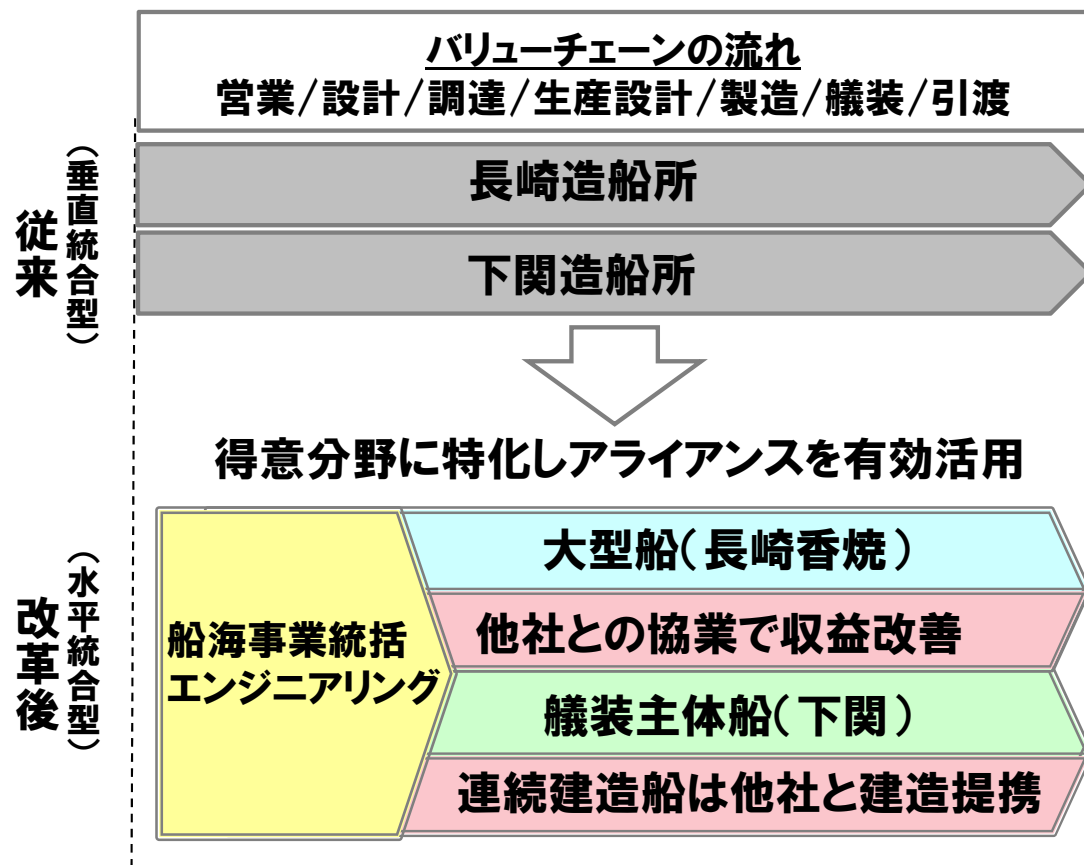 バリューチェーンの流れ
営業/設計/調達/生産設計/製造/艤装/引渡
従来
（垂直統合型）
長崎造船所
下関造船所
得意分野に特化しアライアンスを有効活用
改革後
（水平統合型）
船海事業統括
エンジニアリング
大型船（長崎香焼）
他社との協業で収益改善
艤装主体船（下関）
連続建造船は他社と建造提携